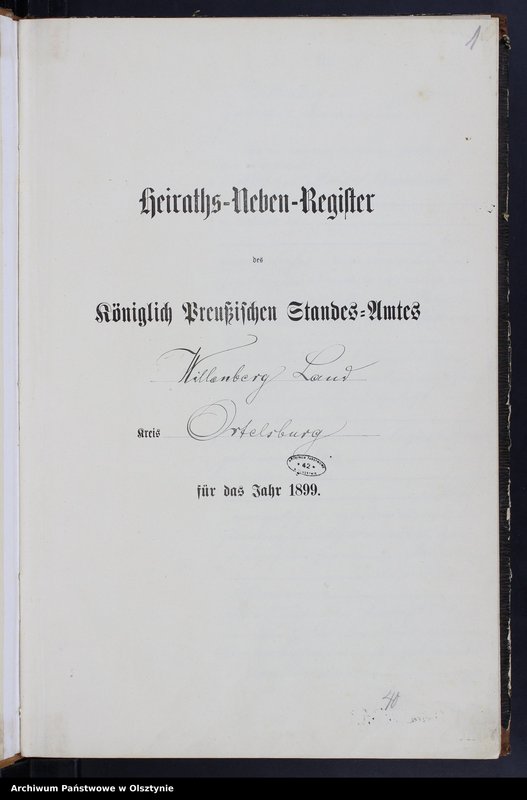 1
Heiraths-Neben-Register
des
Königlich Preußischen Standes-Amtes
Willenberg Land
Kreis Ortelsburg
42
für das Jahr 1899.
40
Archiwum Państwowe w Olsztynie